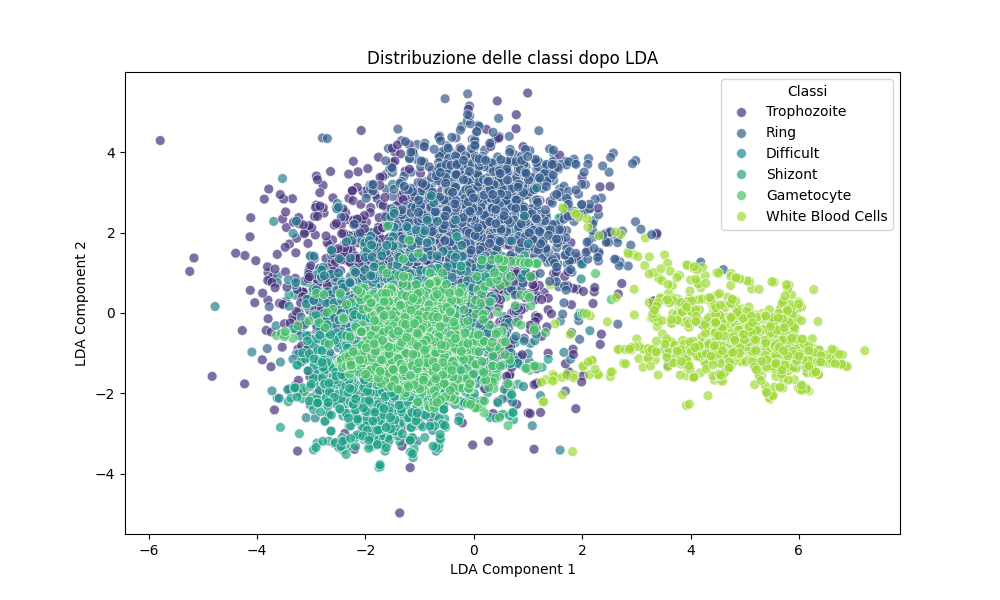 Distribuzione delle classi dopo LDA
Classi
Trophozoite
Ring
Difficult
Shizont
Gametocyte
White Blood Cells
LDA Component 2
4
2
0
−2
−4
−6
−4
−2
0
2
4
6
LDA Component 1